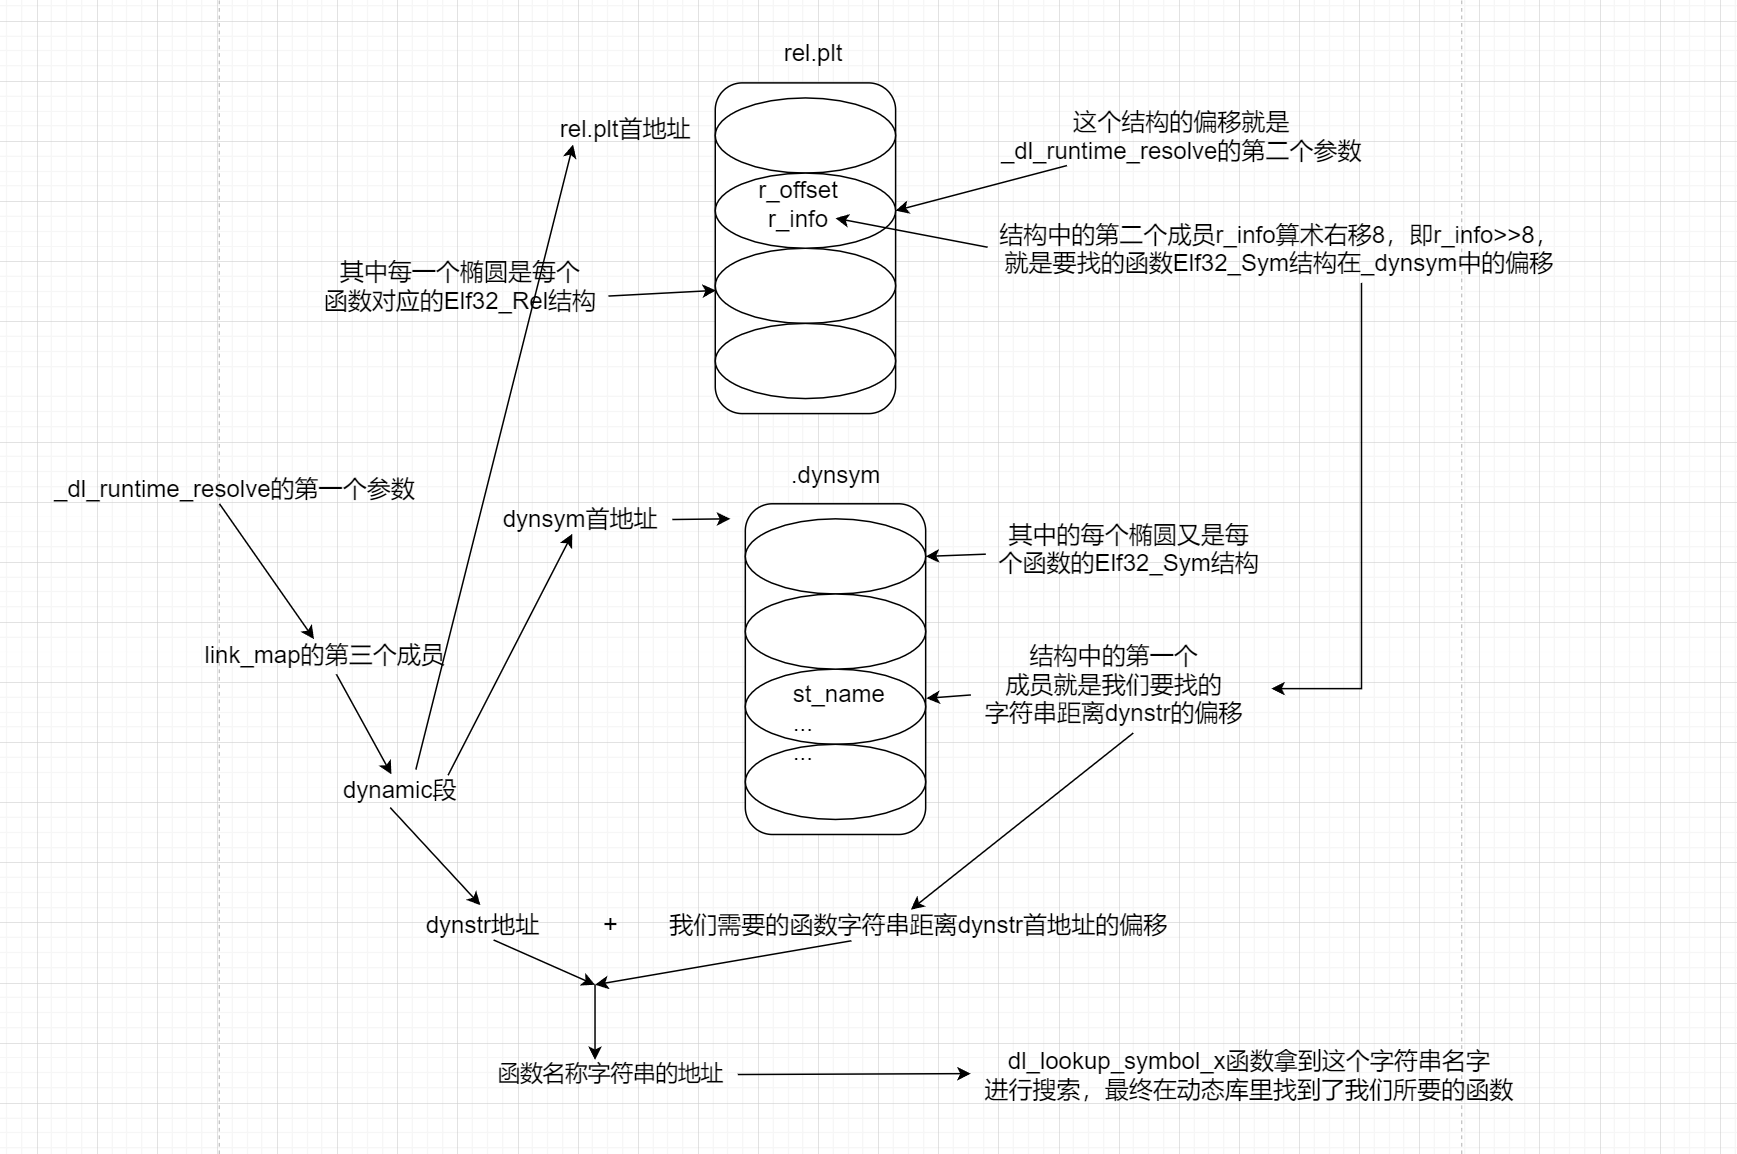 rel.plt
rel.plt首地址
这个结构的偏移就是
_dl_runtime_resolve的第二个参数
r_offset
r_info
结构中的第二个成员r_info算术右移8，即r_info>>8，
就是要找的函数Elf32_Sym结构在_dynsym中的偏移
其中每一个椭圆是每个
函数对应的Elf32_Rel结构
.dynsym
_dl_runtime_resolve的第一个参数
dynsym首地址
其中的每个椭圆又是每
个函数的Elf32_Sym结构
link_map的第三个成员
结构中的第一个
成员就是我们要找的
字符串距离dynstr的偏移
st_name
...
...
dynamic段
dynstr地址 + 我们需要的函数字符串距离dynstr首地址的偏移
函数名称字符串的地址
dl_lookup_symbol_x函数拿到这个字符串名字
进行搜索，最终在动态库里找到了我们所要的函数